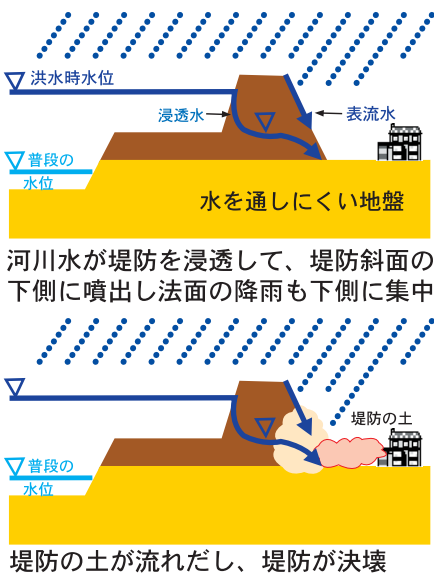 洪水時水位
浸透水
表流水
普段の
水位
水を通しにくい地盤
河川水が堤防を浸透して、堤防斜面の
下側に噴出し法面の降雨も下側に集中
堤防の土
普段の
水位
堤防の土が流れだし、堤防が決壊